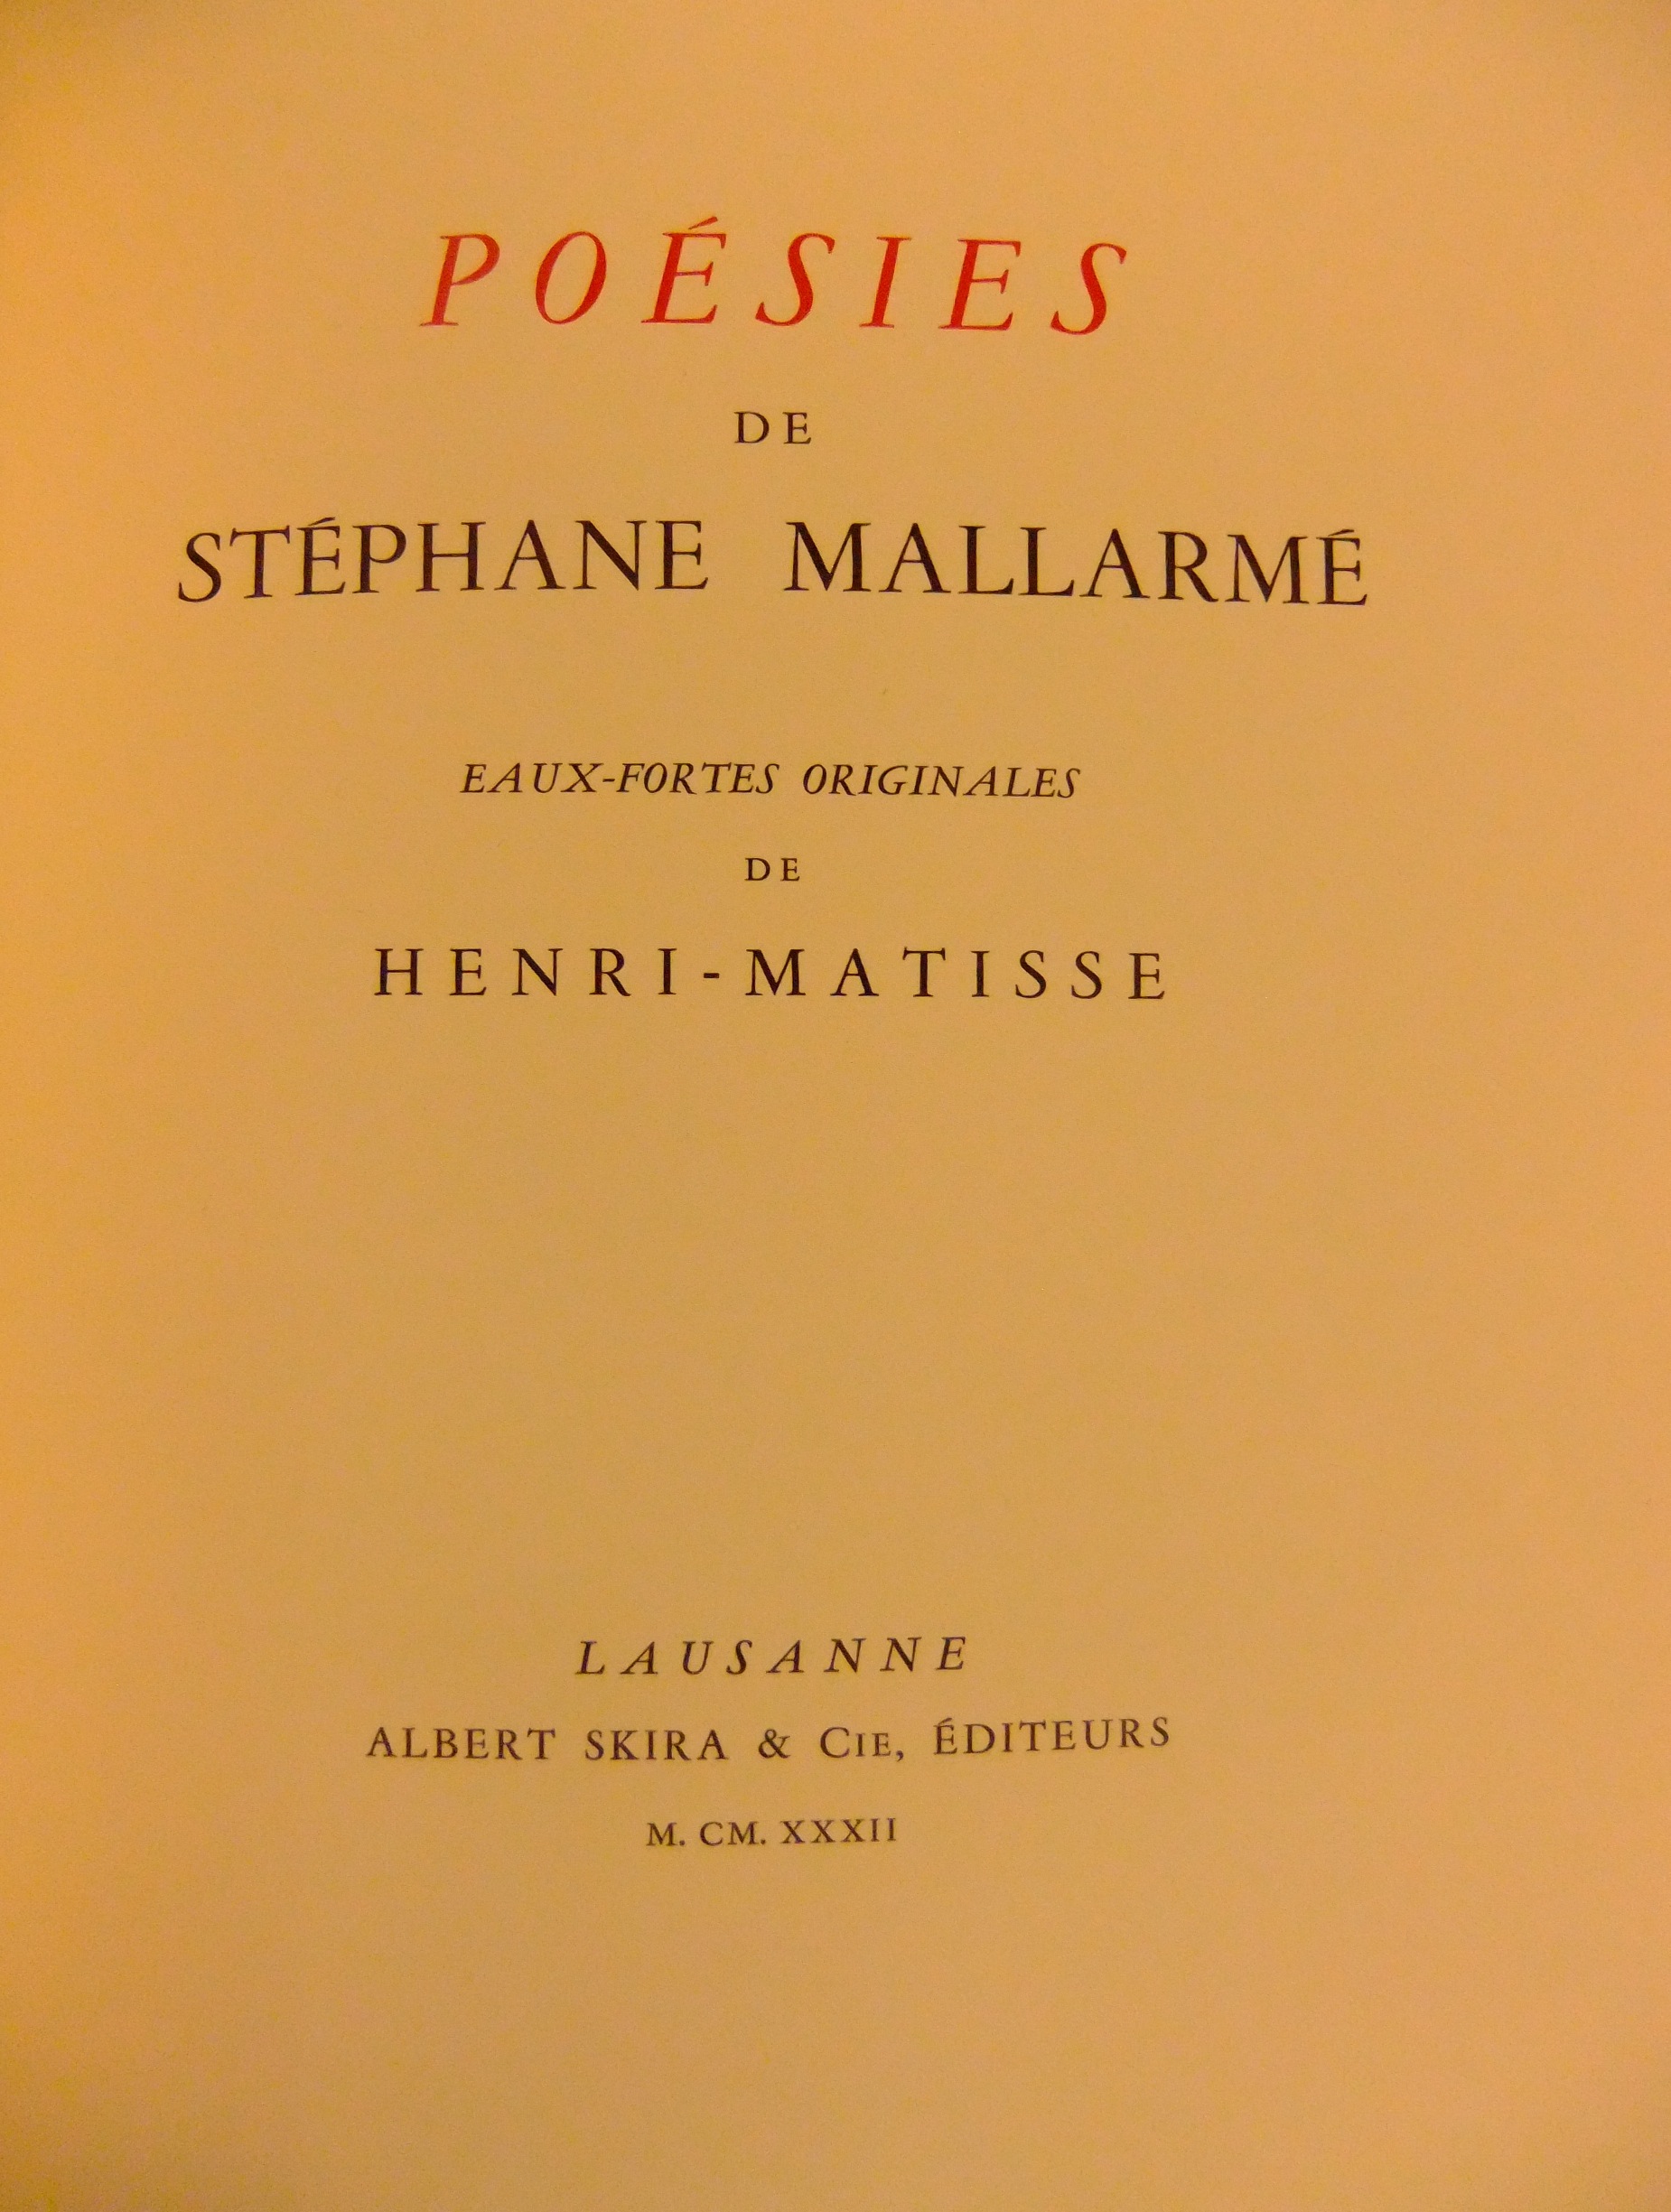 POÉSIES
DE
STÉPHANE MALLARMÉ
EAUX-FORTES ORIGINALES
DE
HENRI-MATISSE
LAUSANNE
ALBERT SKIRA & CIE, ÉDITEURS
M. CM. XXXII